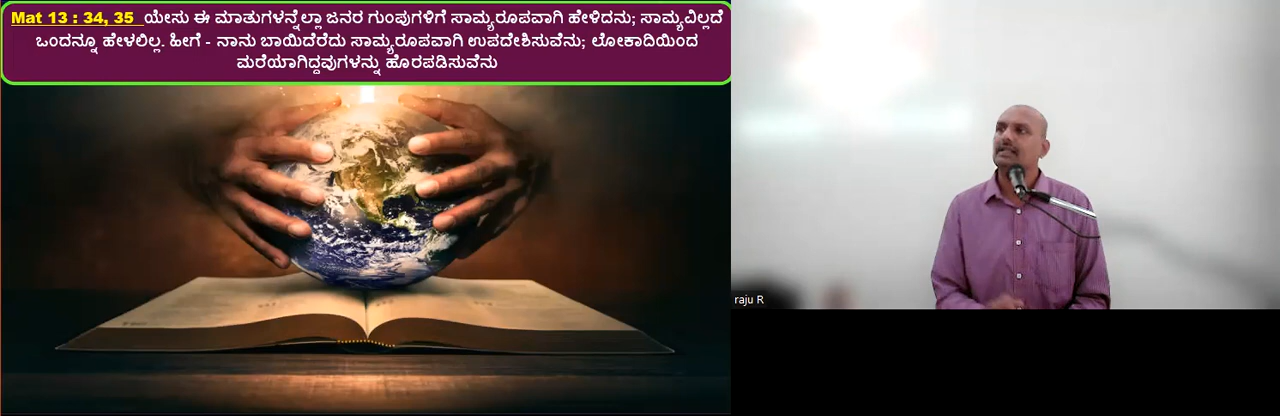 Mat 13 : 34, 35 ಯೇಸು ಈ ಮಾತುಗಳನ್ನೆಲ್ಲಾ ಜನರ ಗುಂಪುಗಳಿಗೆ ಸಾಮ್ಯರೂಪವಾಗಿ ಹೇಳಿದನು; ಸಾಮ್ಯವಿಲ್ಲದೆ
ಒಂದನ್ನೂ ಹೇಳಲಿಲ್ಲ. ಹೀಗೆ - ನಾನು ಬಾಯಿದೆರೆದು ಸಾಮ್ಯರೂಪವಾಗಿ ಉಪದೇಶಿಸುವೆನು; ಲೋಕಾದಿಯಿಂದ
ಮರೆಯಾಗಿದ್ದವುಗಳನ್ನು ಹೊರಪಡಿಸುವೆನು
raju R